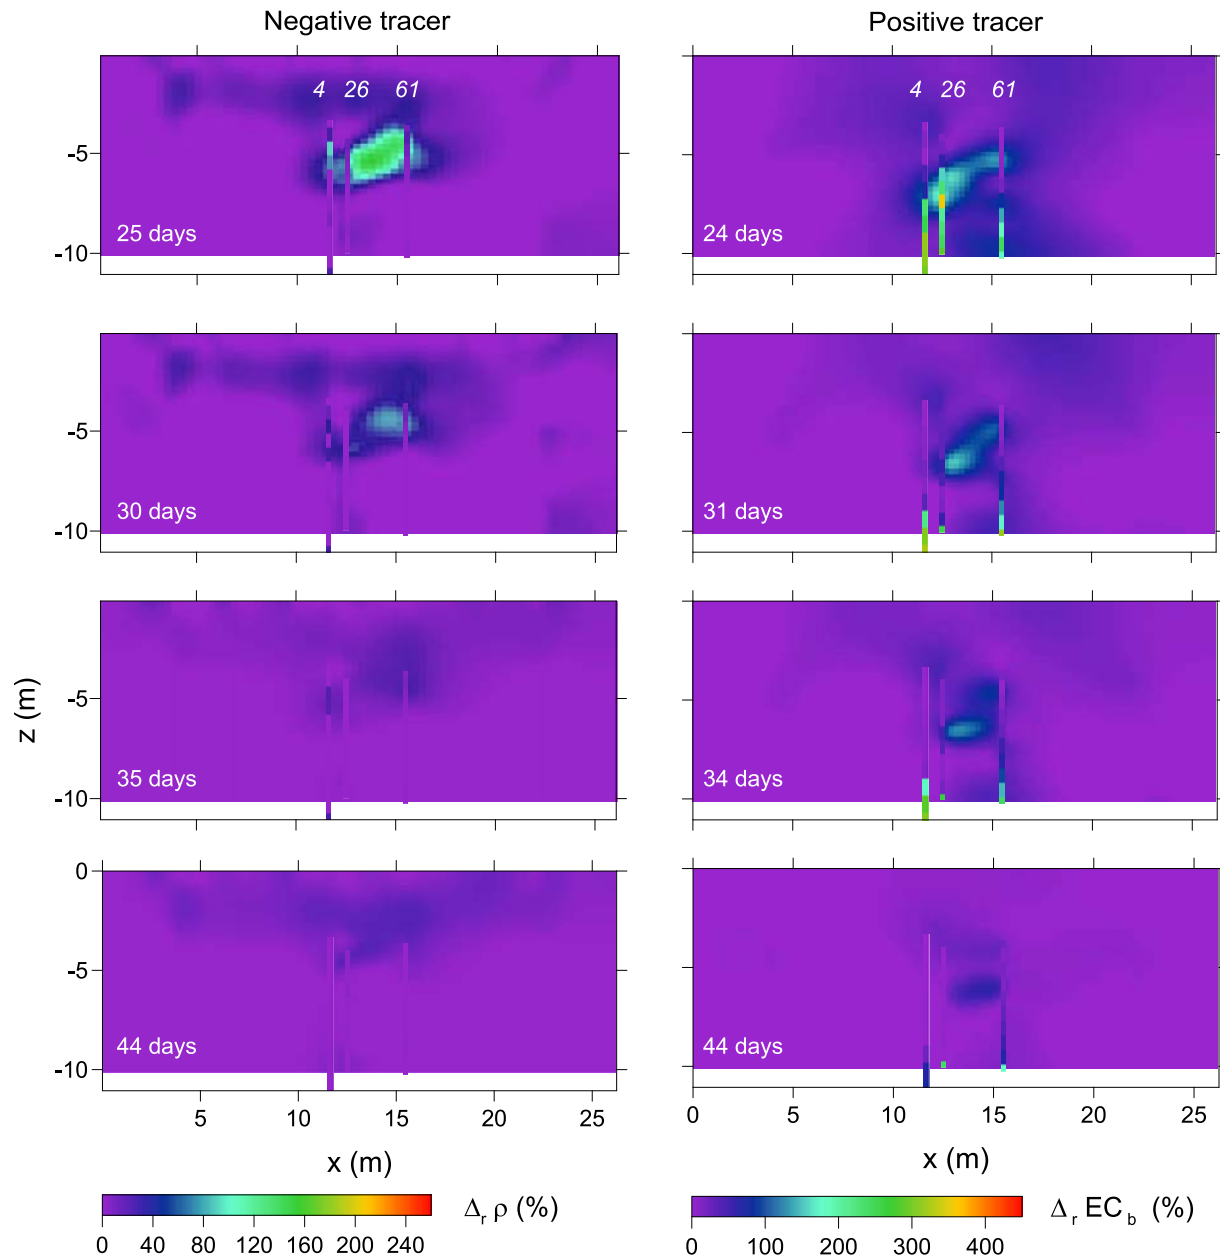 Negative tracer
Positive tracer
4 26 61
4 26 61
-5
-10
25 days
24 days
-5
-10
30 days
31 days
z (m)
-5
-10
35 days
34 days
0
-5
-10
44 days
44 days
5 10 15 20 25
0 5 10 15 20 25
x (m)
x (m)
Δr ρ (%)
0 40 80 120 160 200 240
Δr ECb (%)
0 100 200 300 400